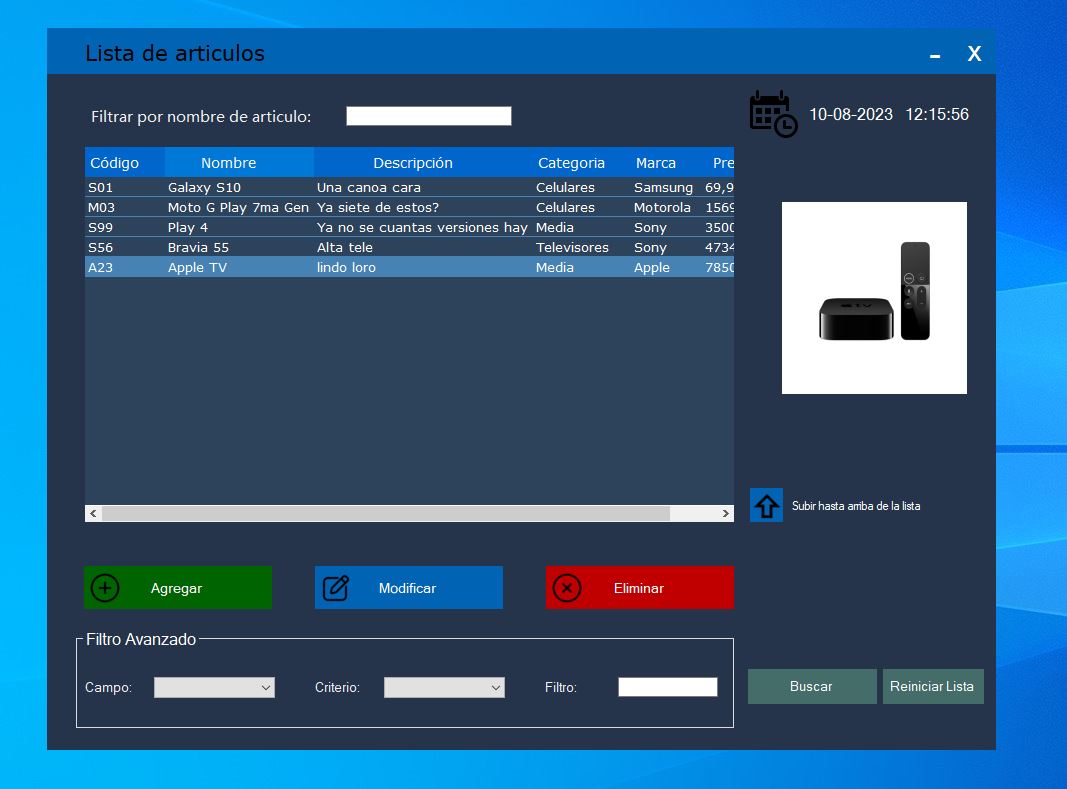 Lista de articulos
– X
Filtrar por nombre de articulo:
10-08-2023 12:15:56
Código Nombre Descripción Categoria Marca Pre
S01 Galaxy S10 Una canoa cara Celulares Samsung 69,9
M03 Moto G Play 7ma Gen Ya siete de estos? Celulares Motorola 1569
S99 Play 4 Ya no se cuantas versiones hay Media Sony 3500
S56 Bravia 55 Alta tele Televisores Sony 4734
A23 Apple TV lindo loro Media Apple 7850
Subir hasta arriba de la lista
Agregar Modificar Eliminar
Filtro Avanzado
Campo: Criterio: Filtro:
Buscar Reiniciar Lista